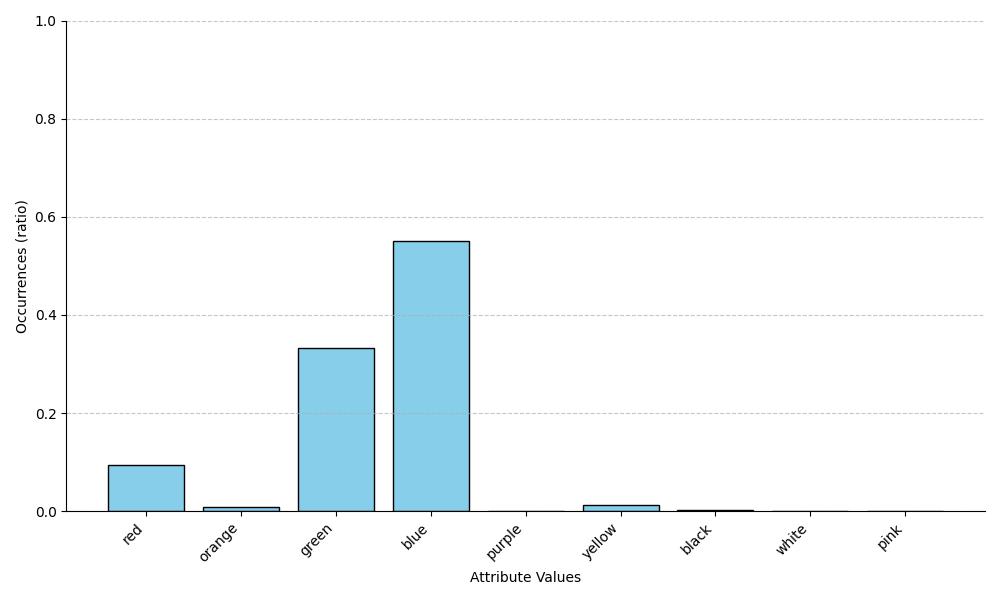 1.0
0.8
0.6
0.4
0.2
0.0
Occurrences (ratio)
red
orange
green
blue
purple
yellow
black
white
pink
Attribute Values